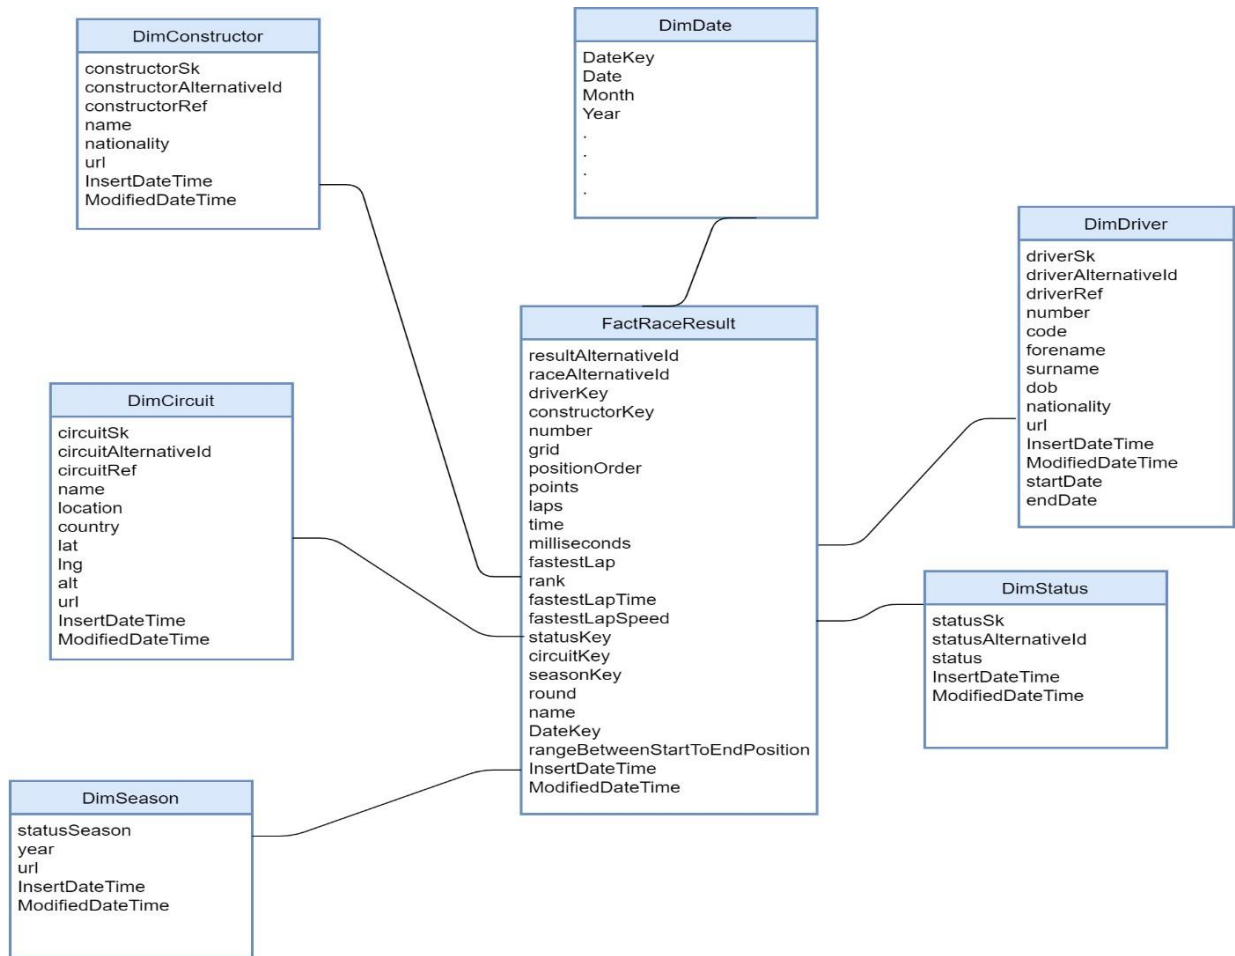 DimConstructor
constructorSk
constructorAlternativeId
constructorRef
name
nationality
url
InsertDateTime
ModifiedDateTime
DimDate
DateKey
Date
Month
Year
.
.
.
.
DimDriver
driverSk
driverAlternativeId
driverRef
number
code
forename
surname
dob
nationality
url
InsertDateTime
ModifiedDateTime
startDate
endDate
FactRaceResult
resultAlternativeId
raceAlternativeId
driverKey
constructorKey
number
grid
positionOrder
points
laps
time
milliseconds
fastestLap
rank
fastestLapTime
fastestLapSpeed
statusKey
circuitKey
seasonKey
round
name
DateKey
rangeBetweenStartToEndPosition
InsertDateTime
ModifiedDateTime
DimCircuit
circuitSk
circuitAlternativeId
circuitRef
name
location
country
lat
lng
alt
url
InsertDateTime
ModifiedDateTime
DimStatus
statusSk
statusAlternativeId
status
InsertDateTime
ModifiedDateTime
DimSeason
statusSeason
year
url
InsertDateTime
ModifiedDateTime